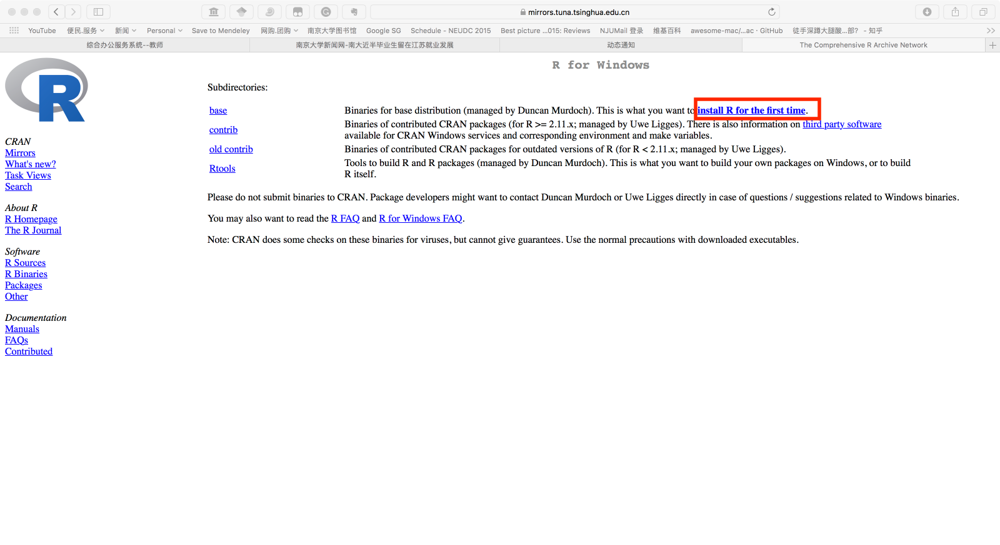 mirrors.tuna.tsinghua.edu.cn
YouTube 便民.服务 新闻 Personal Save to Mendeley 网购.团购 南京大学图书馆 Google SG Schedule - NEUDC 2015 Best picture ...015: Reviews NJUMail 登录 维基百科 awesome-mac/...ac · GitHub 徒手深蹲大腿酸...部？ - 知乎
综合办公服务系统--教师 南京大学新闻网-南大近半毕业生留在江苏就业发展 动态通知 The Comprehensive R Archive Network
R
CRAN
Mirrors
What's new?
Task Views
Search
About R
R Homepage
The R Journal
Software
R Sources
R Binaries
Packages
Other
Documentation
Manuals
FAQs
Contributed
R for Windows
Subdirectories:
base Binaries for base distribution (managed by Duncan Murdoch). This is what you want to install R for the first time.
contrib Binaries of contributed CRAN packages (for R >= 2.11.x; managed by Uwe Ligges). There is also information on third party software
available for CRAN Windows services and corresponding environment and make variables.
old contrib Binaries of contributed CRAN packages for outdated versions of R (for R < 2.11.x; managed by Uwe Ligges).
Rtools Tools to build R and R packages (managed by Duncan Murdoch). This is what you want to build your own packages on Windows, or to build
R itself.
Please do not submit binaries to CRAN. Package developers might want to contact Duncan Murdoch or Uwe Ligges directly in case of questions / suggestions related to Windows binaries.
You may also want to read the R FAQ and R for Windows FAQ.
Note: CRAN does some checks on these binaries for viruses, but cannot give guarantees. Use the normal precautions with downloaded executables.